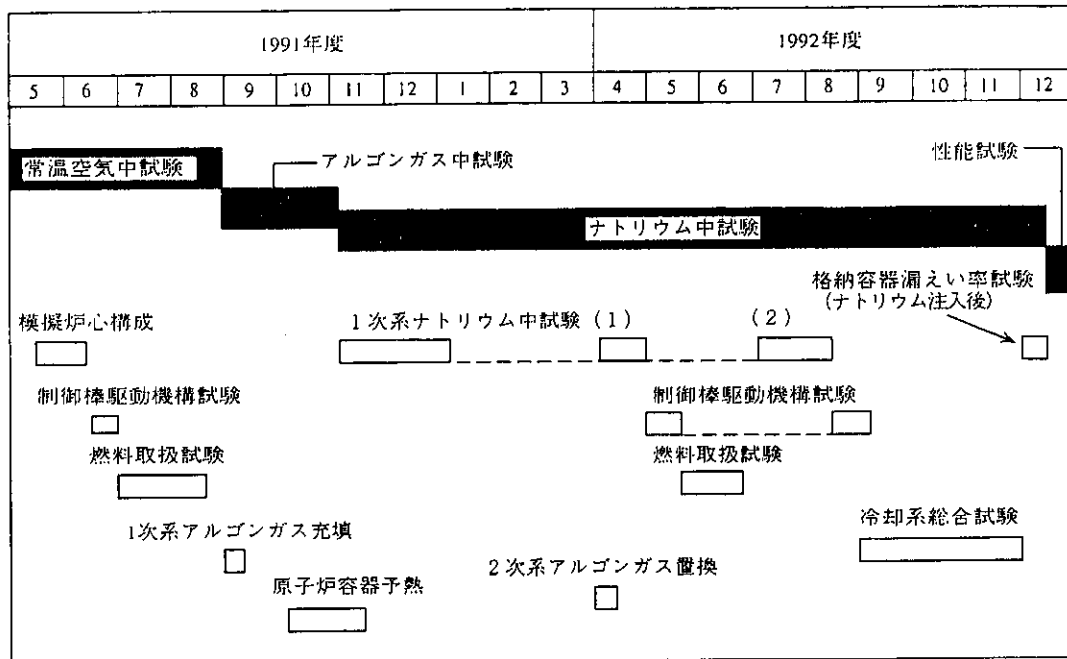 1991年度 1992年度
5 6 7 8 9 10 11 12 1 2 3 4 5 6 7 8 9 10 11 12
常温空気中試験
アルゴンガス中試験
性能試験
ナトリウム中試験
格納容器漏えい率試験
(ナトリウム注入後)
模擬炉心構成
1次系ナトリウム中試験 (1) (2)
制御棒駆動機構試験 制御棒駆動機構試験
燃料取扱試験 燃料取扱試験
1次系アルゴンガス充填
冷却系総合試験
2次系アルゴンガス置換
原子炉容器予熱